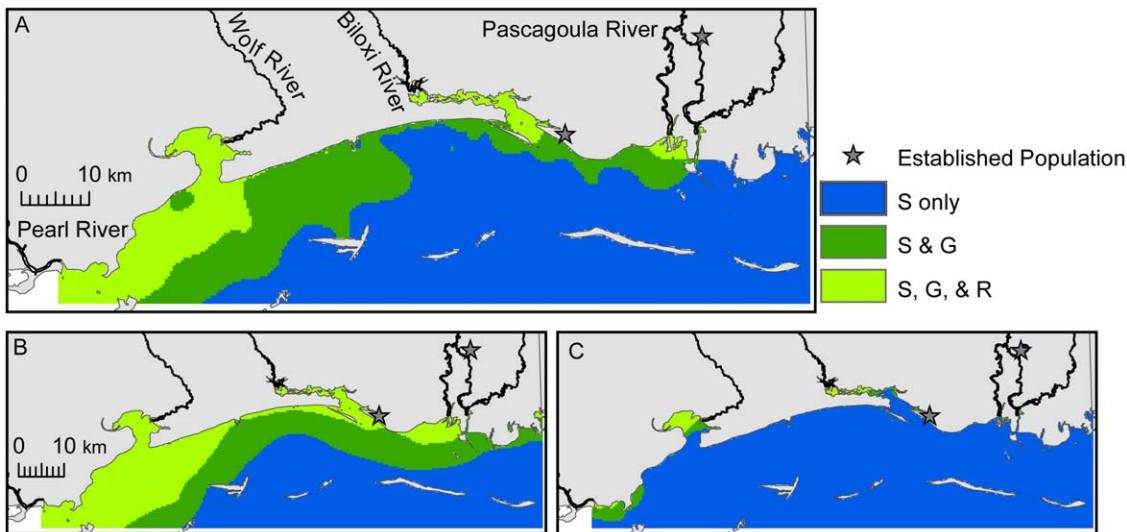 A
Wolf River
Biloxi River
Pascagoula River
0 10 km
Pearl River
Established Population
S only
S & G
S, G, & R
B
0 10 km
C